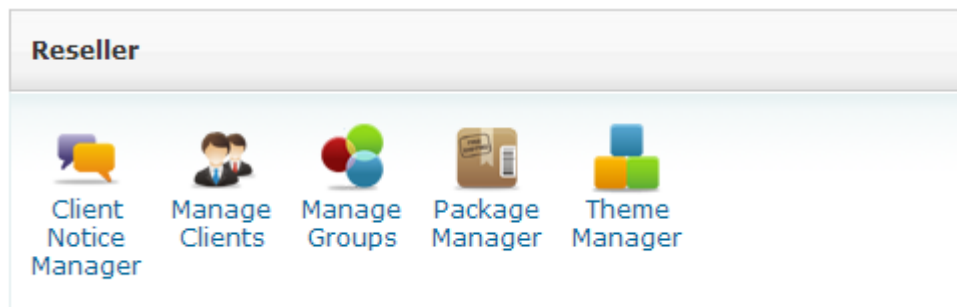 Reseller
Client
Notice
Manager
Manage
Clients
Manage
Groups
Package
Manager
Theme
Manager